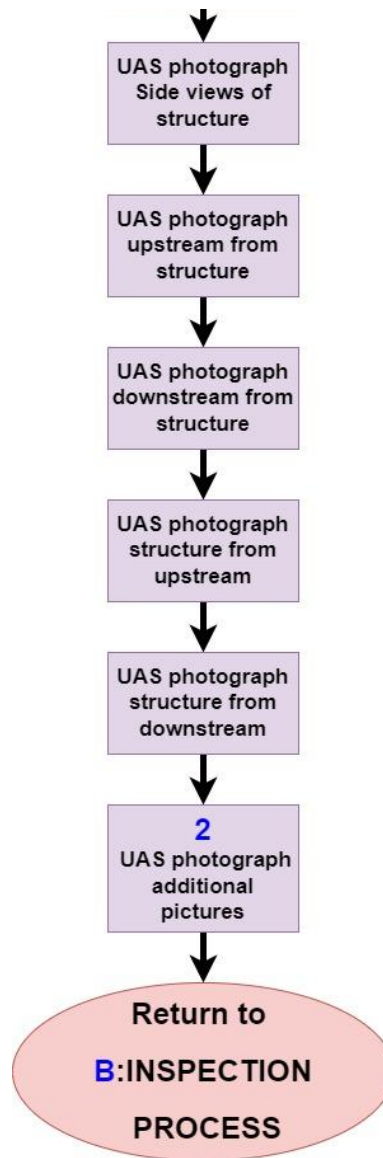 UAS photograph
Side views of
structure
UAS photograph
upstream from
structure
UAS photograph
downstream from
structure
UAS photograph
structure from
upstream
UAS photograph
structure from
downstream
2
UAS photograph
additional
pictures
Return to
B:INSPECTION
PROCESS